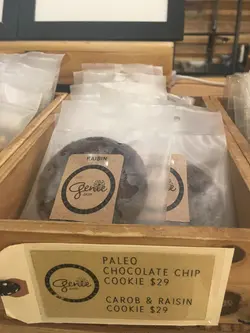 RAISIN
genie
genie
PALEO
CHOCOLATE CHIP
COOKIE $29
CAROB & RAISIN
COOKIE $29